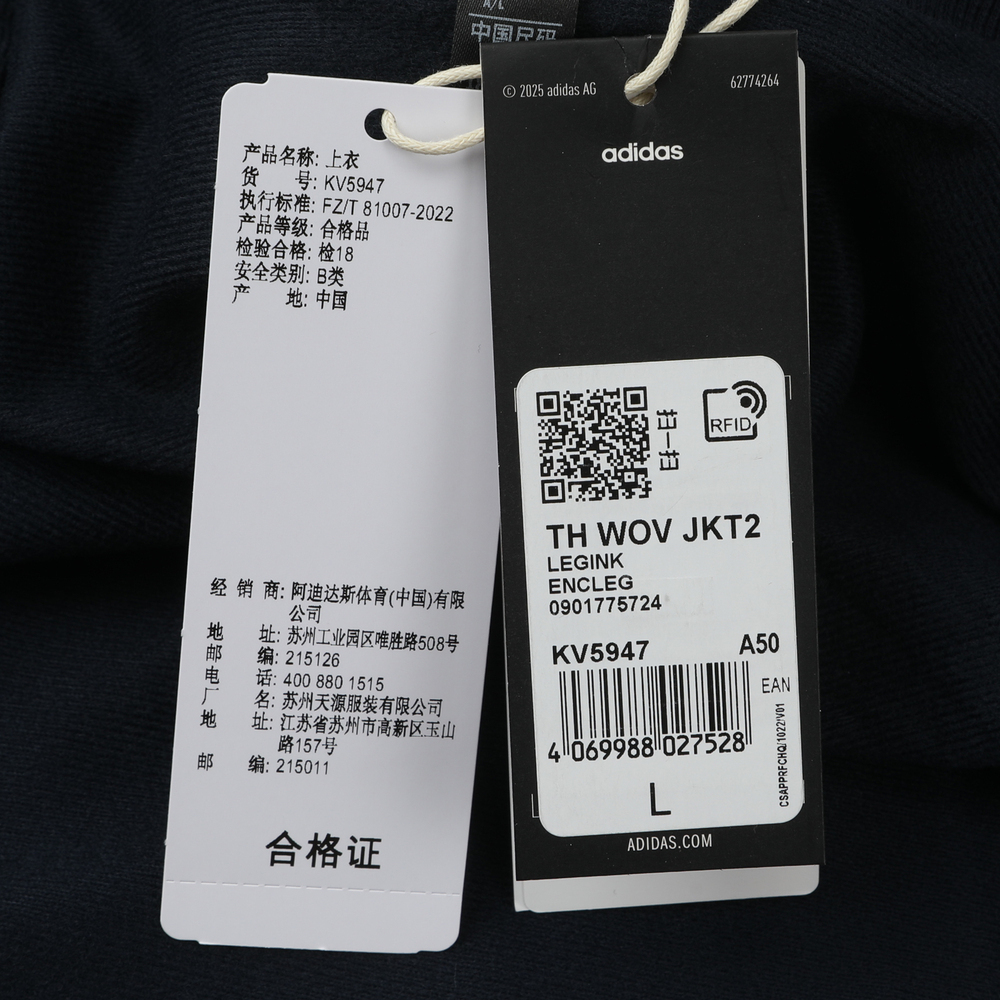 A/L
中国尺码
产品名称: 上衣
货 号: KV5947
执行标准: FZ/T 81007-2022
产品等级: 合格品
检验合格: 检18
安全类别: B类
产 地: 中国
经 销 商: 阿迪达斯体育(中国)有限
公司
地 址: 苏州工业园区唯胜路508号
邮 编: 215126
电 话: 400 880 1515
厂 名: 苏州天源服装有限公司
地 址: 江苏省苏州市高新区玉山
路157号
邮 编: 215011
合格证
© 2025 adidas AG
62774264
adidas
扫一扫
RFID
TH WOV JKT2
LEGINK
ENCLEG
0901775724
KV5947 A50
EAN
4 069988 027528
CSAPPRFCHQ/1022/V01
L
ADIDAS.COM